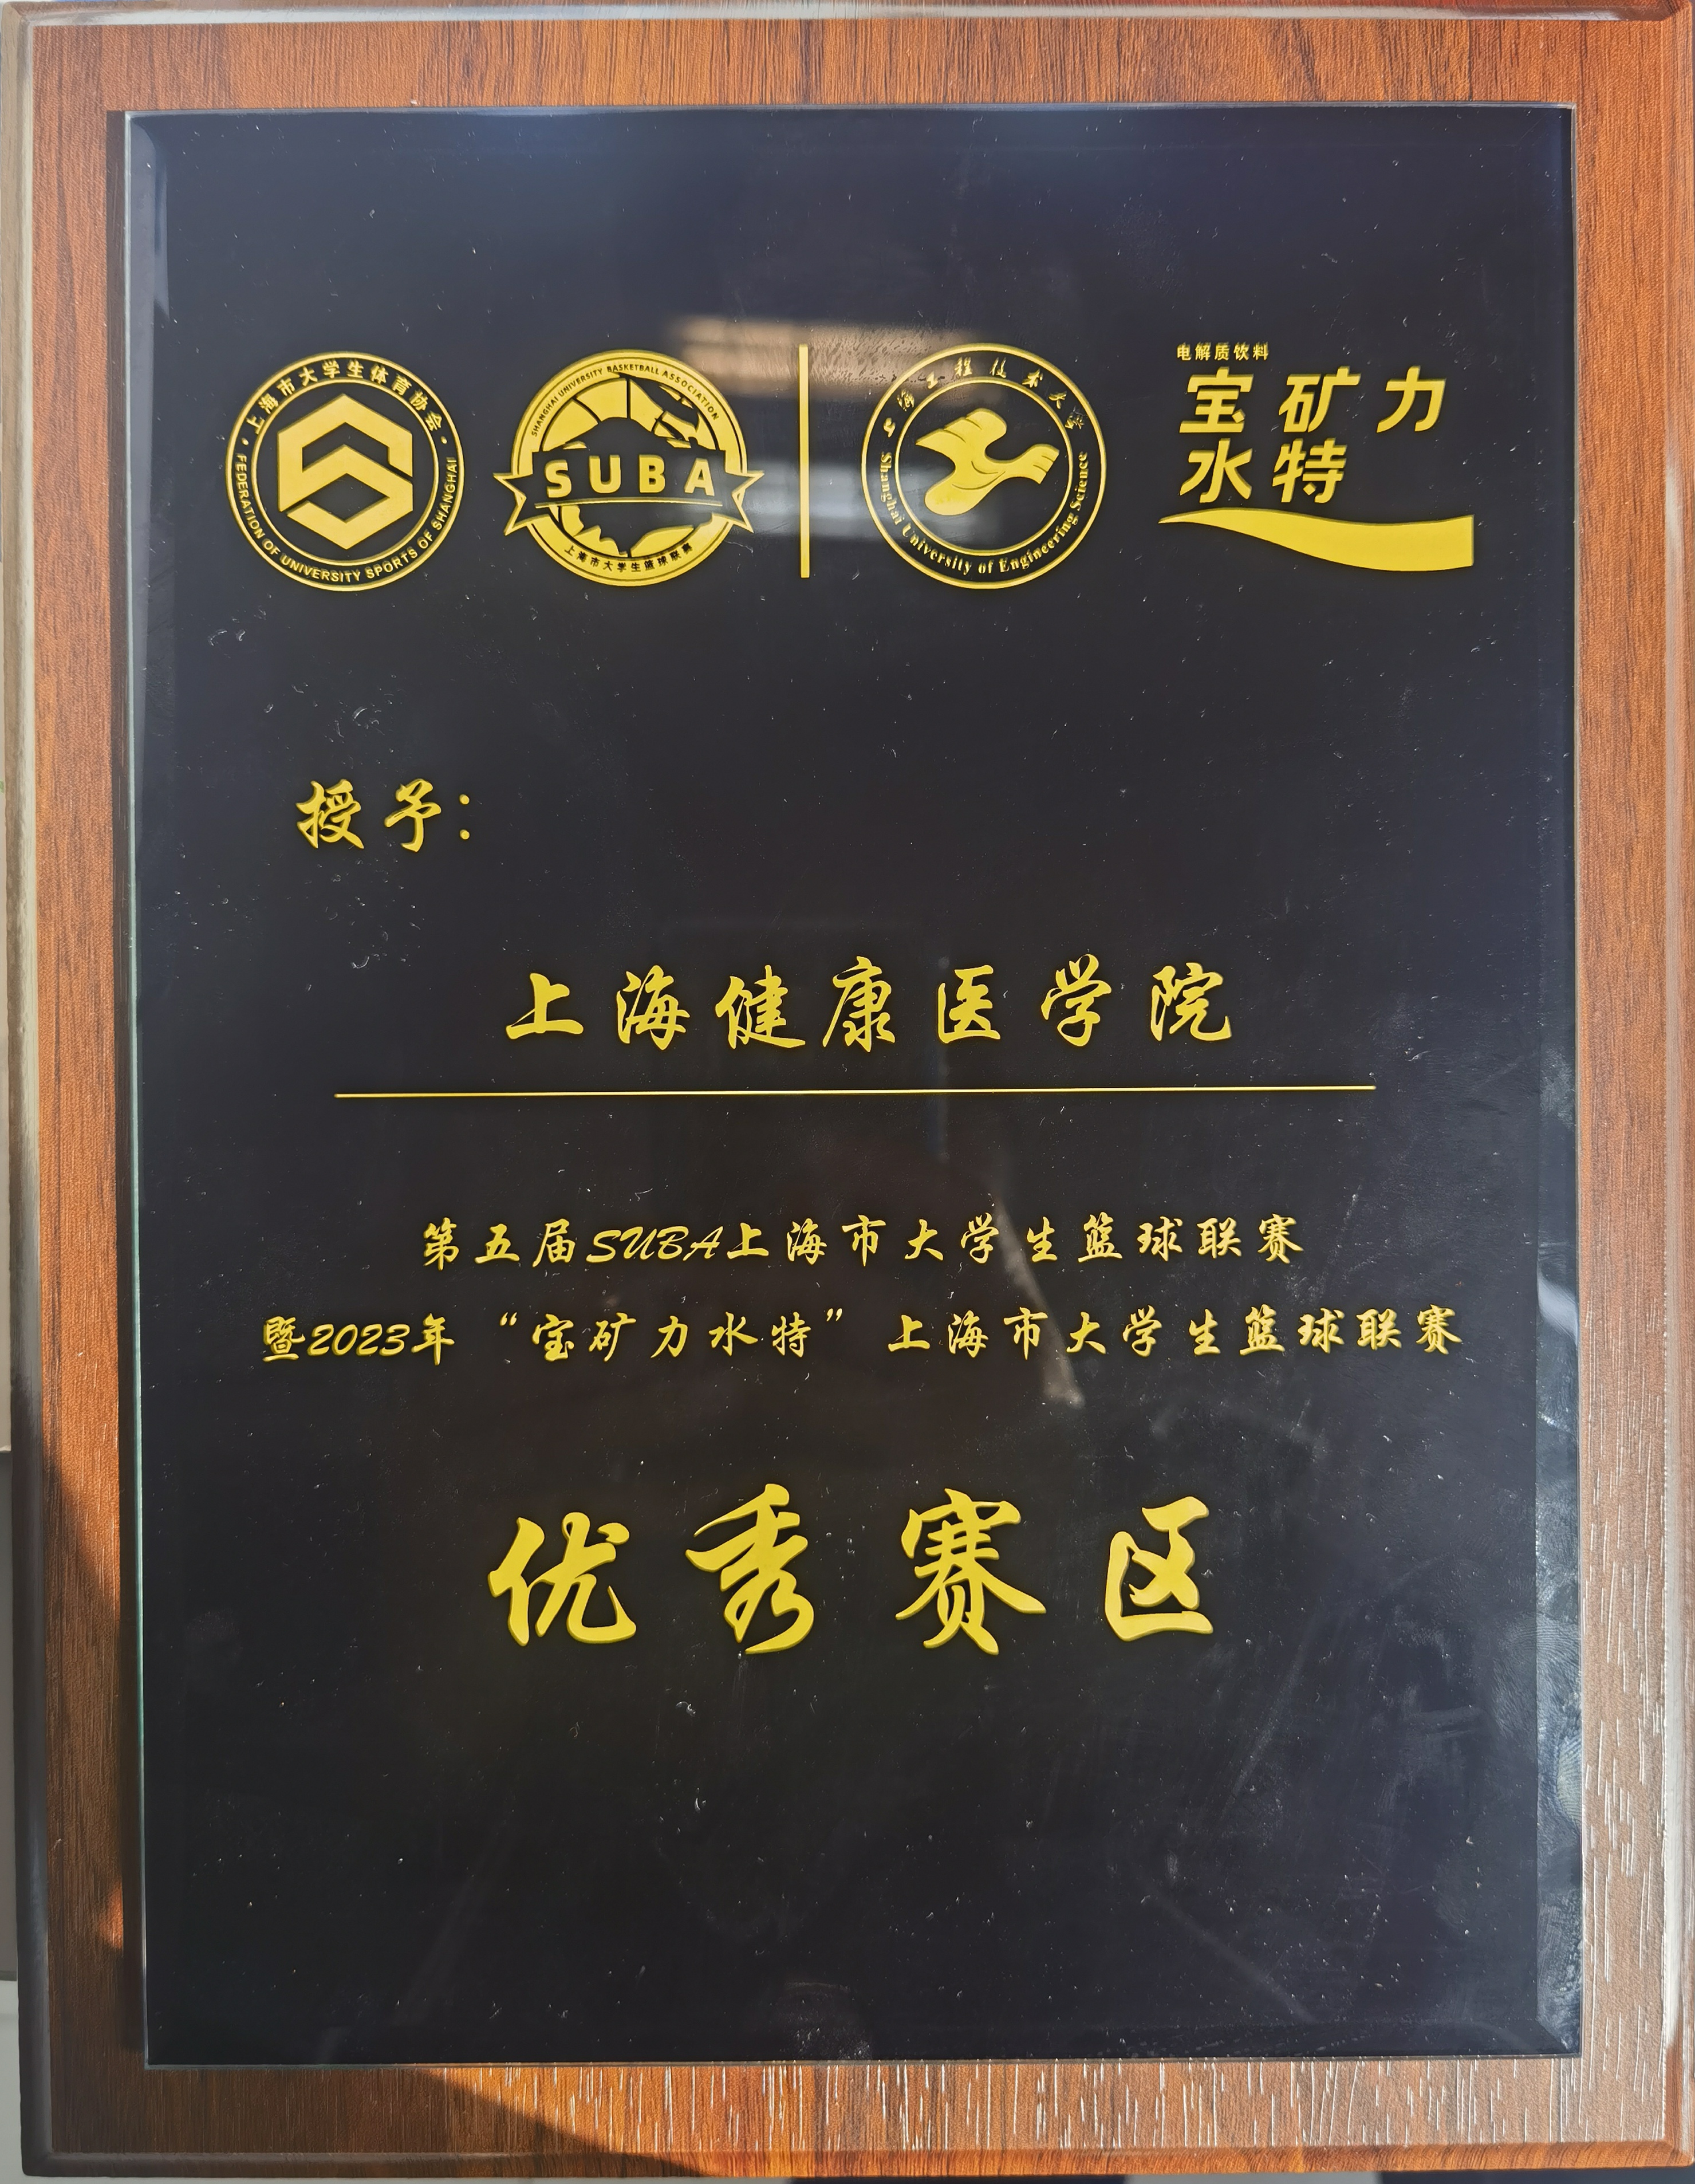 上海市大学生体育协会
FEDERATION OF UNIVERSITY SPORTS OF SHANGHAI
SHANGHAI UNIVERSITY BASKETBALL ASSOCIATION
SUBA
上海市大学生篮球联赛
上海工程技术大学
Shanghai University of Engineering Science
电解质饮料
宝矿力
水特
授予:
上海健康医学院
第五届SUBA上海市大学生篮球联赛
暨2023年“宝矿力水特”上海市大学生篮球联赛
优秀赛区